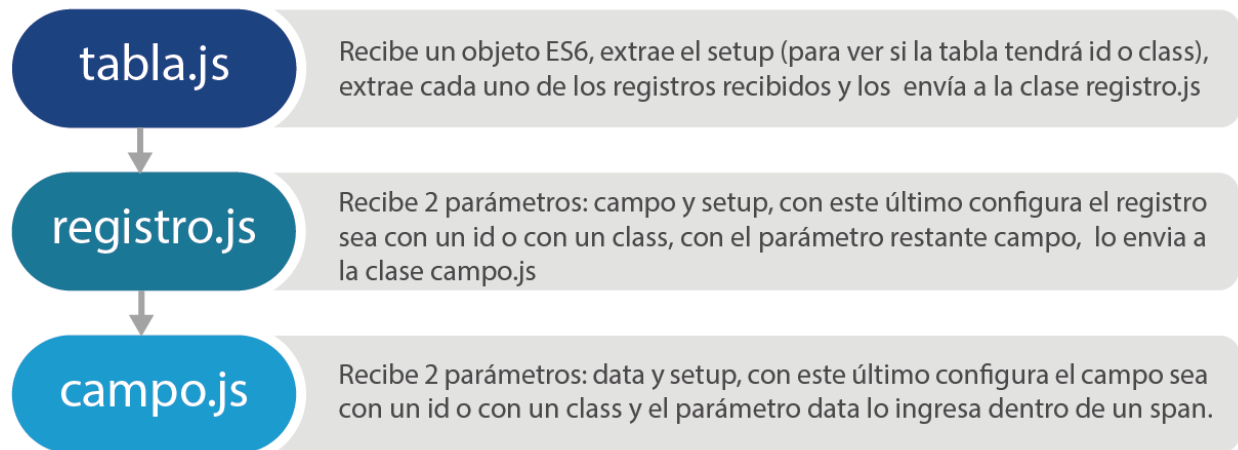 tabla.js
Recibe un objeto ES6, extrae el setup (para ver si la tabla tendrá id o class),
extrae cada uno de los registros recibidos y los envía a la clase registro.js
registro.js
Recibe 2 parámetros: campo y setup, con este último configura el registro
sea con un id o con un class, con el parámetro restante campo, lo envia a
la clase campo.js
campo.js
Recibe 2 parámetros: data y setup, con este último configura el campo sea
con un id o con un class y el parámetro data lo ingresa dentro de un span.